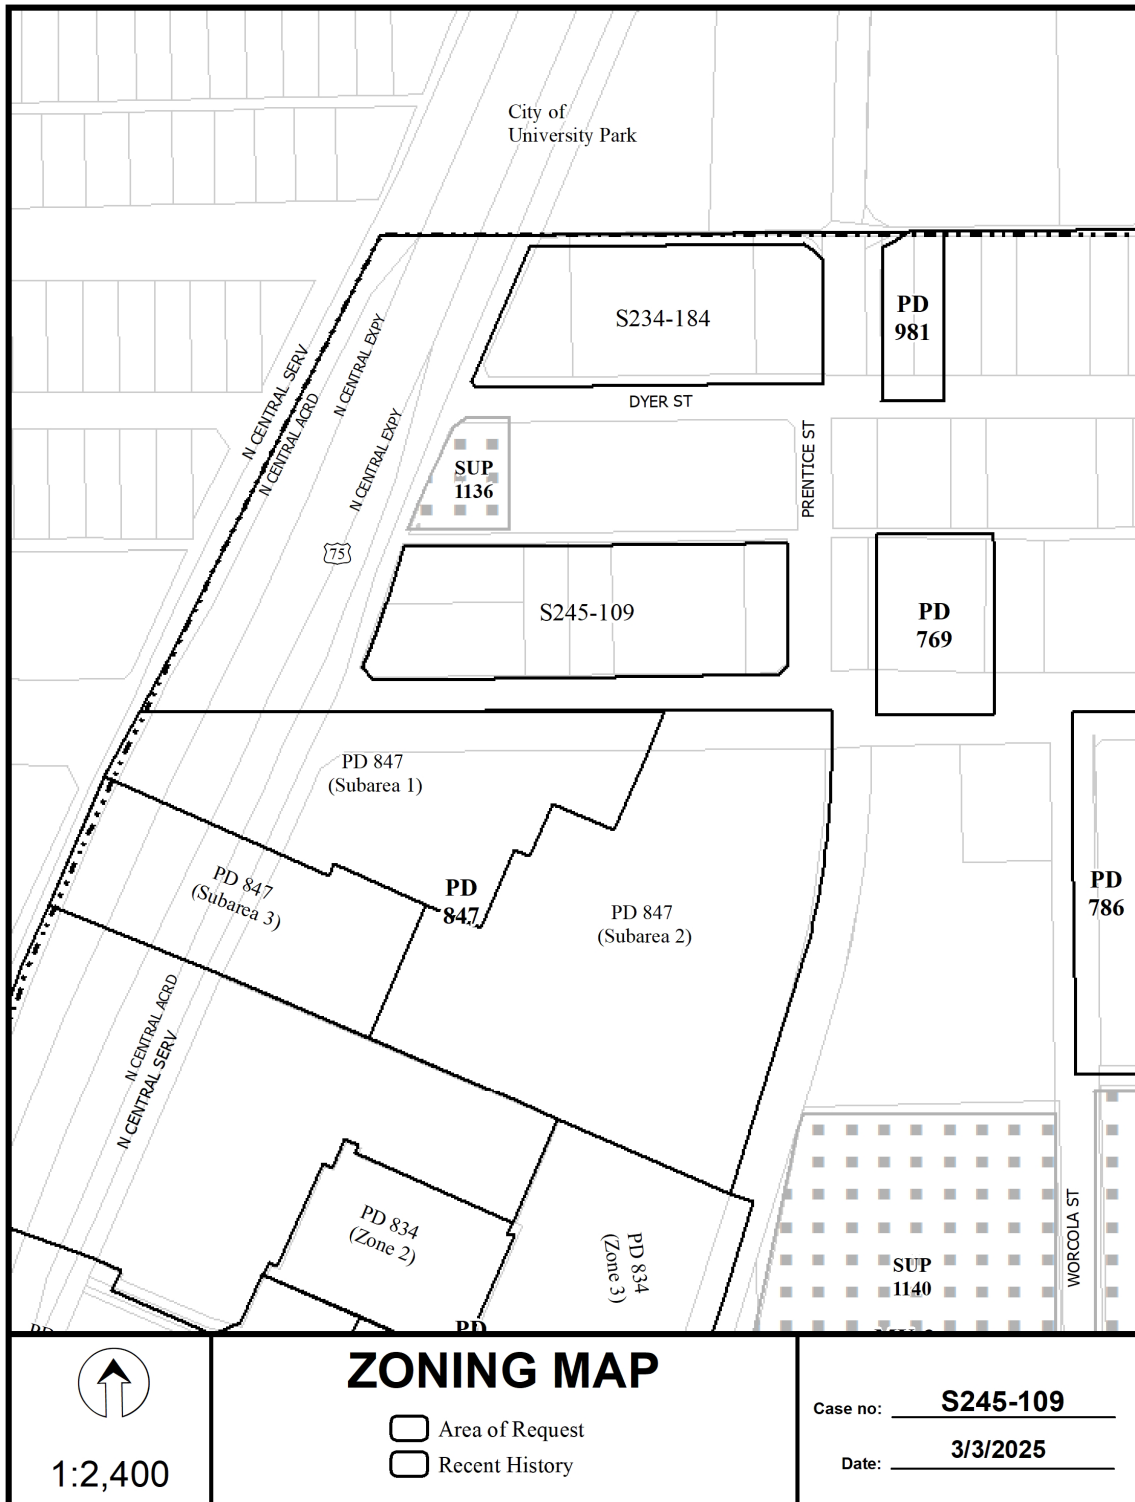 City of
University Park
S234-184
PD
981
DYER ST
N CENTRAL SERV
N CENTRAL ACRD
N CENTRAL EXPY
N CENTRAL EXPY
PRENTICE ST
SUP
1136
75
S245-109
PD
769
PD 847
(Subarea 1)
PD 847
(Subarea 3)
PD
847
PD 847
(Subarea 2)
PD
786
N CENTRAL ACRD
N CENTRAL SERV
PD 834
(Zone 2)
PD 834
(Zone 3)
SUP
1140
WORCOLA ST
PD
PD
1:2,400
ZONING MAP
Area of Request
Recent History
Case no: S245-109
Date: 3/3/2025